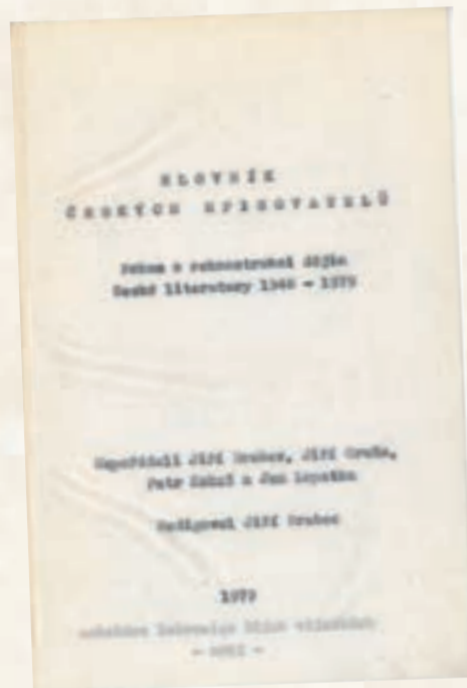 SLOVNÍK
ČESKÝCH SPISOVATELŮ
Pokus o rekonstrukci dějin
české literatury 1948 - 1979
Uspořádali Jiří Brabec, Jiří Gruša,
Petr Kabeš a Jan Lopatka
Redigoval Jiří Brabec
1979